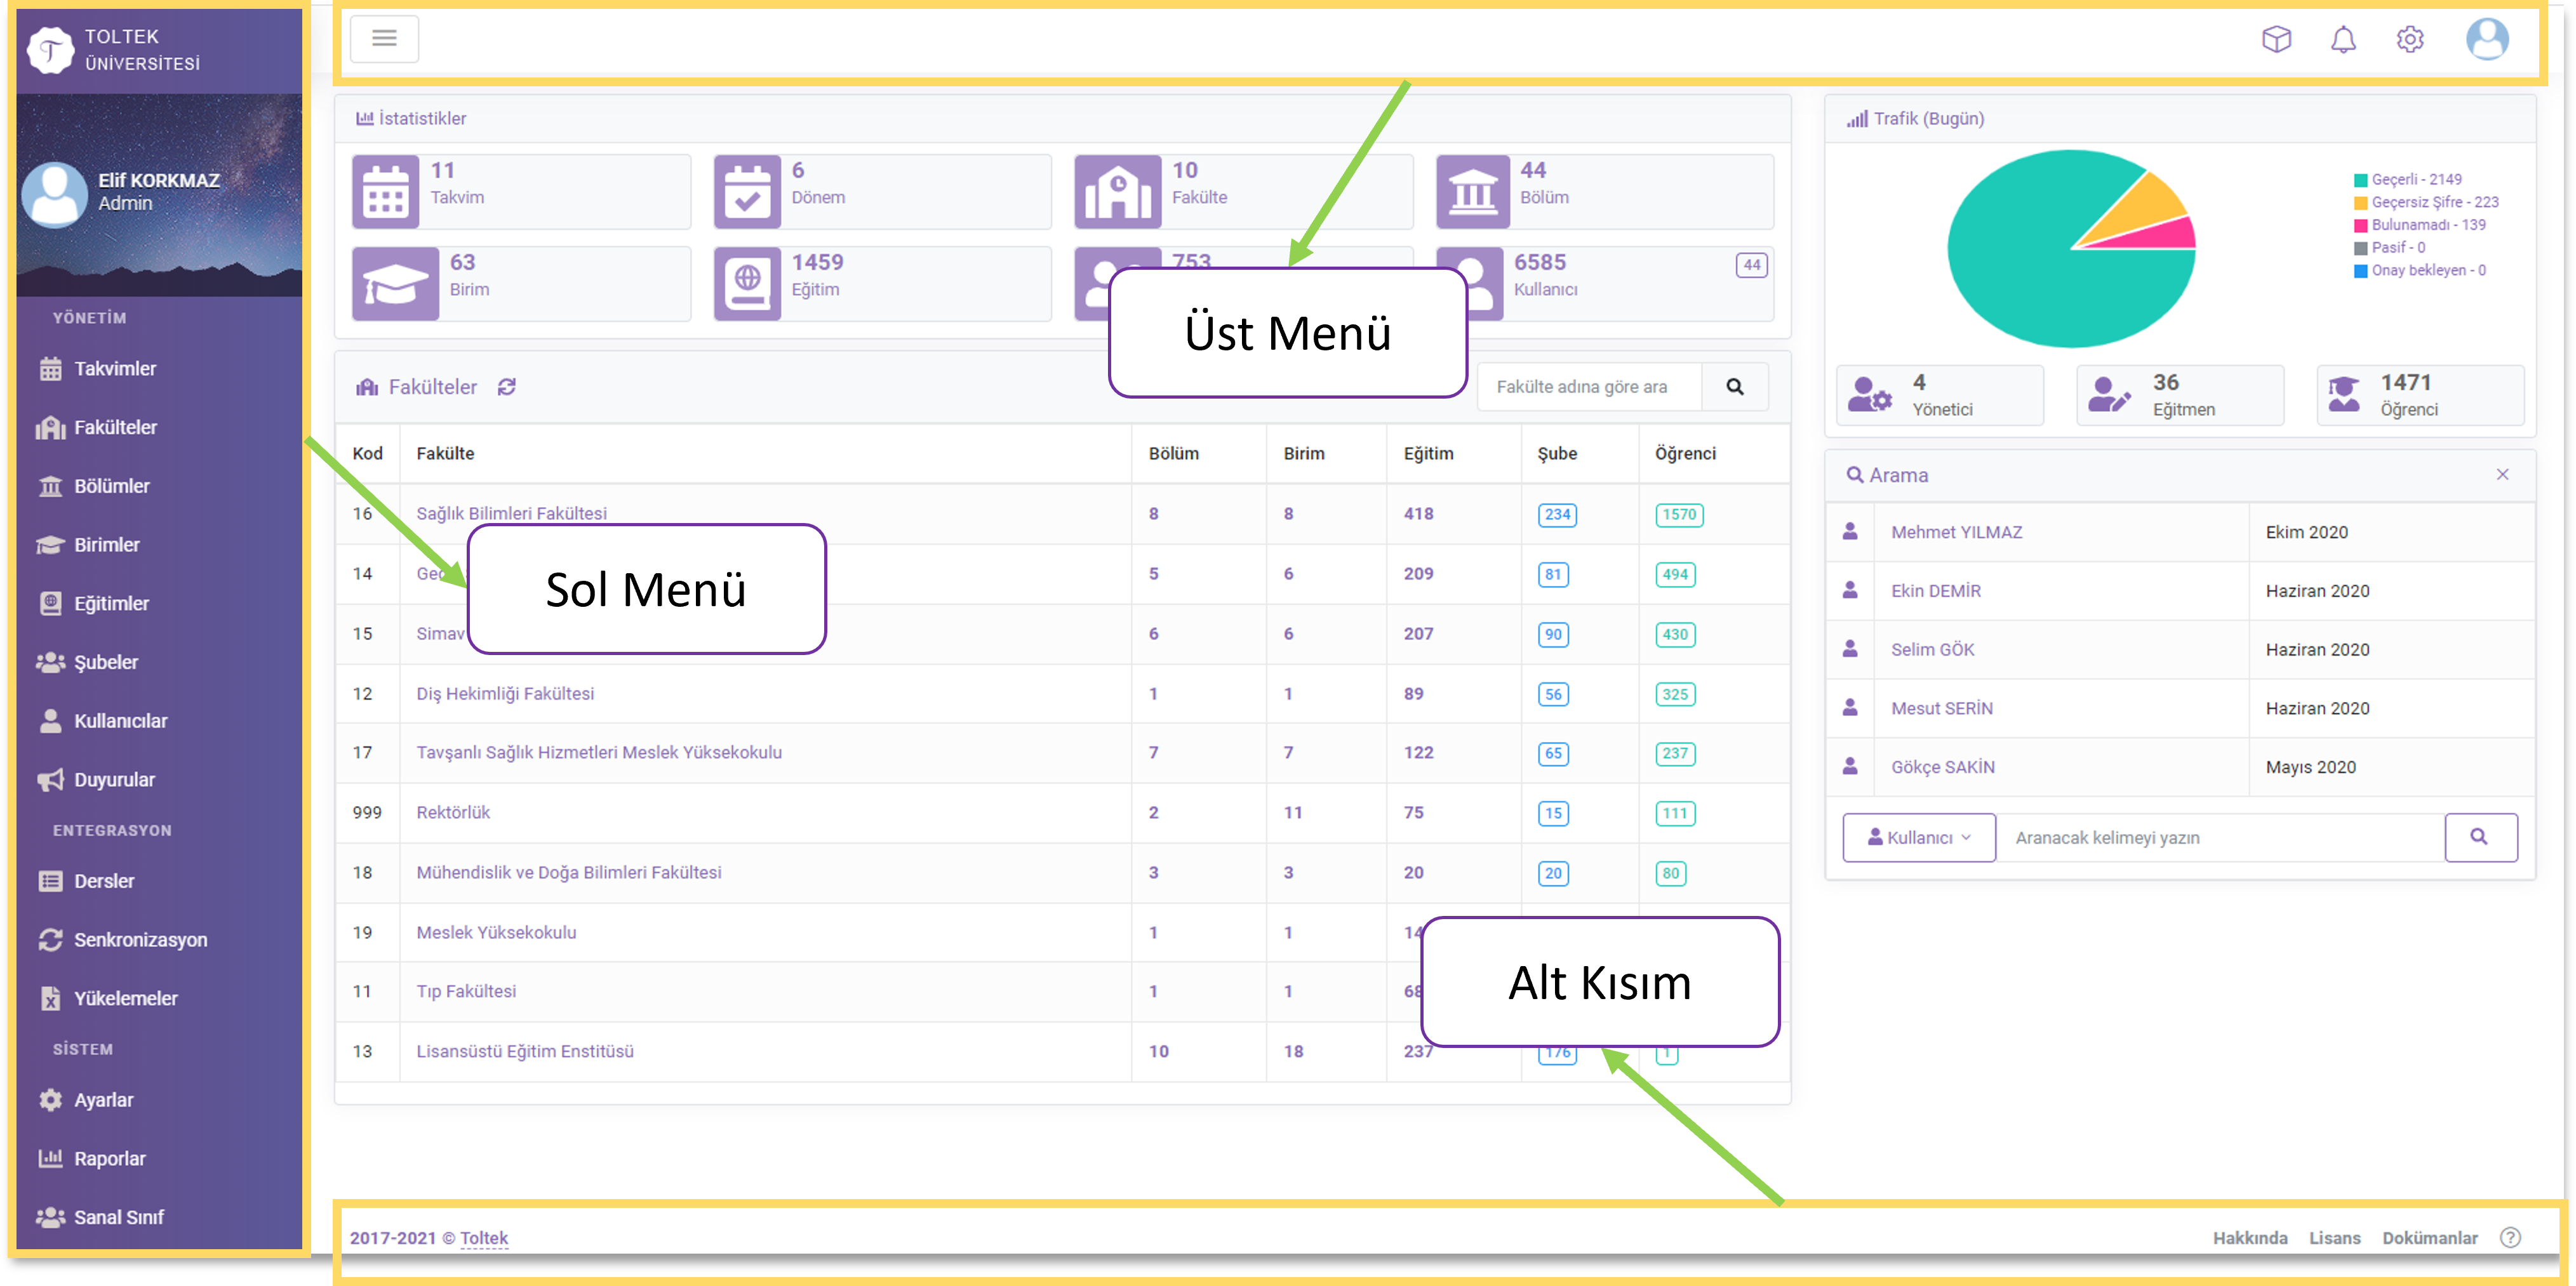 TOLTEK
ÜNİVERSİTESİ
Elif KORKMAZ
Admin
YÖNETİM
Takvimler
Fakülteler
Bölümler
Birimler
Eğitimler
Şubeler
Kullanıcılar
Duyurular
ENTEGRASYON
Dersler
Senkronizasyon
Yükelemeler
SİSTEM
Ayarlar
Raporlar
Sanal Sınıf
İstatistikler
11
Takvim
6
Dönem
10
Fakülte
44
Bölüm
63
Birim
1459
Eğitim
753
6585
Kullanıcı
44
Üst Menü
Fakülteler
Fakülte adına göre ara
Kod Fakülte Bölüm Birim Eğitim Şube Öğrenci
16 Sağlık Bilimleri Fakültesi 8 8 418 234 1570
14 5 6 209 81 494
15 Simav 6 6 207 90 430
12 Diş Hekimliği Fakültesi 1 1 89 56 325
17 Tavşanlı Sağlık Hizmetleri Meslek Yüksekokulu 7 7 122 65 237
999 Rektörlük 2 11 75 15 111
18 Mühendislik ve Doğa Bilimleri Fakültesi 3 3 20 20 80
19 Meslek Yüksekokulu 1 1
11 Tıp Fakültesi 1 1
13 Lisansüstü Eğitim Enstitüsü 10 18 237 176 1
Sol Menü
Alt Kısım
Trafik (Bugün)
Geçerli - 2149
Geçersiz Şifre - 223
Bulunamadı - 139
Pasif - 0
Onay bekleyen - 0
4
Yönetici
36
Eğitmen
1471
Öğrenci
Arama
Mehmet YILMAZ Ekim 2020
Ekin DEMİR Haziran 2020
Selim GÖK Haziran 2020
Mesut SERİN Haziran 2020
Gökçe SAKİN Mayıs 2020
Kullanıcı Aranacak kelimeyi yazın
2017-2021 © Toltek
Hakkında Lisans Dokümanlar ?